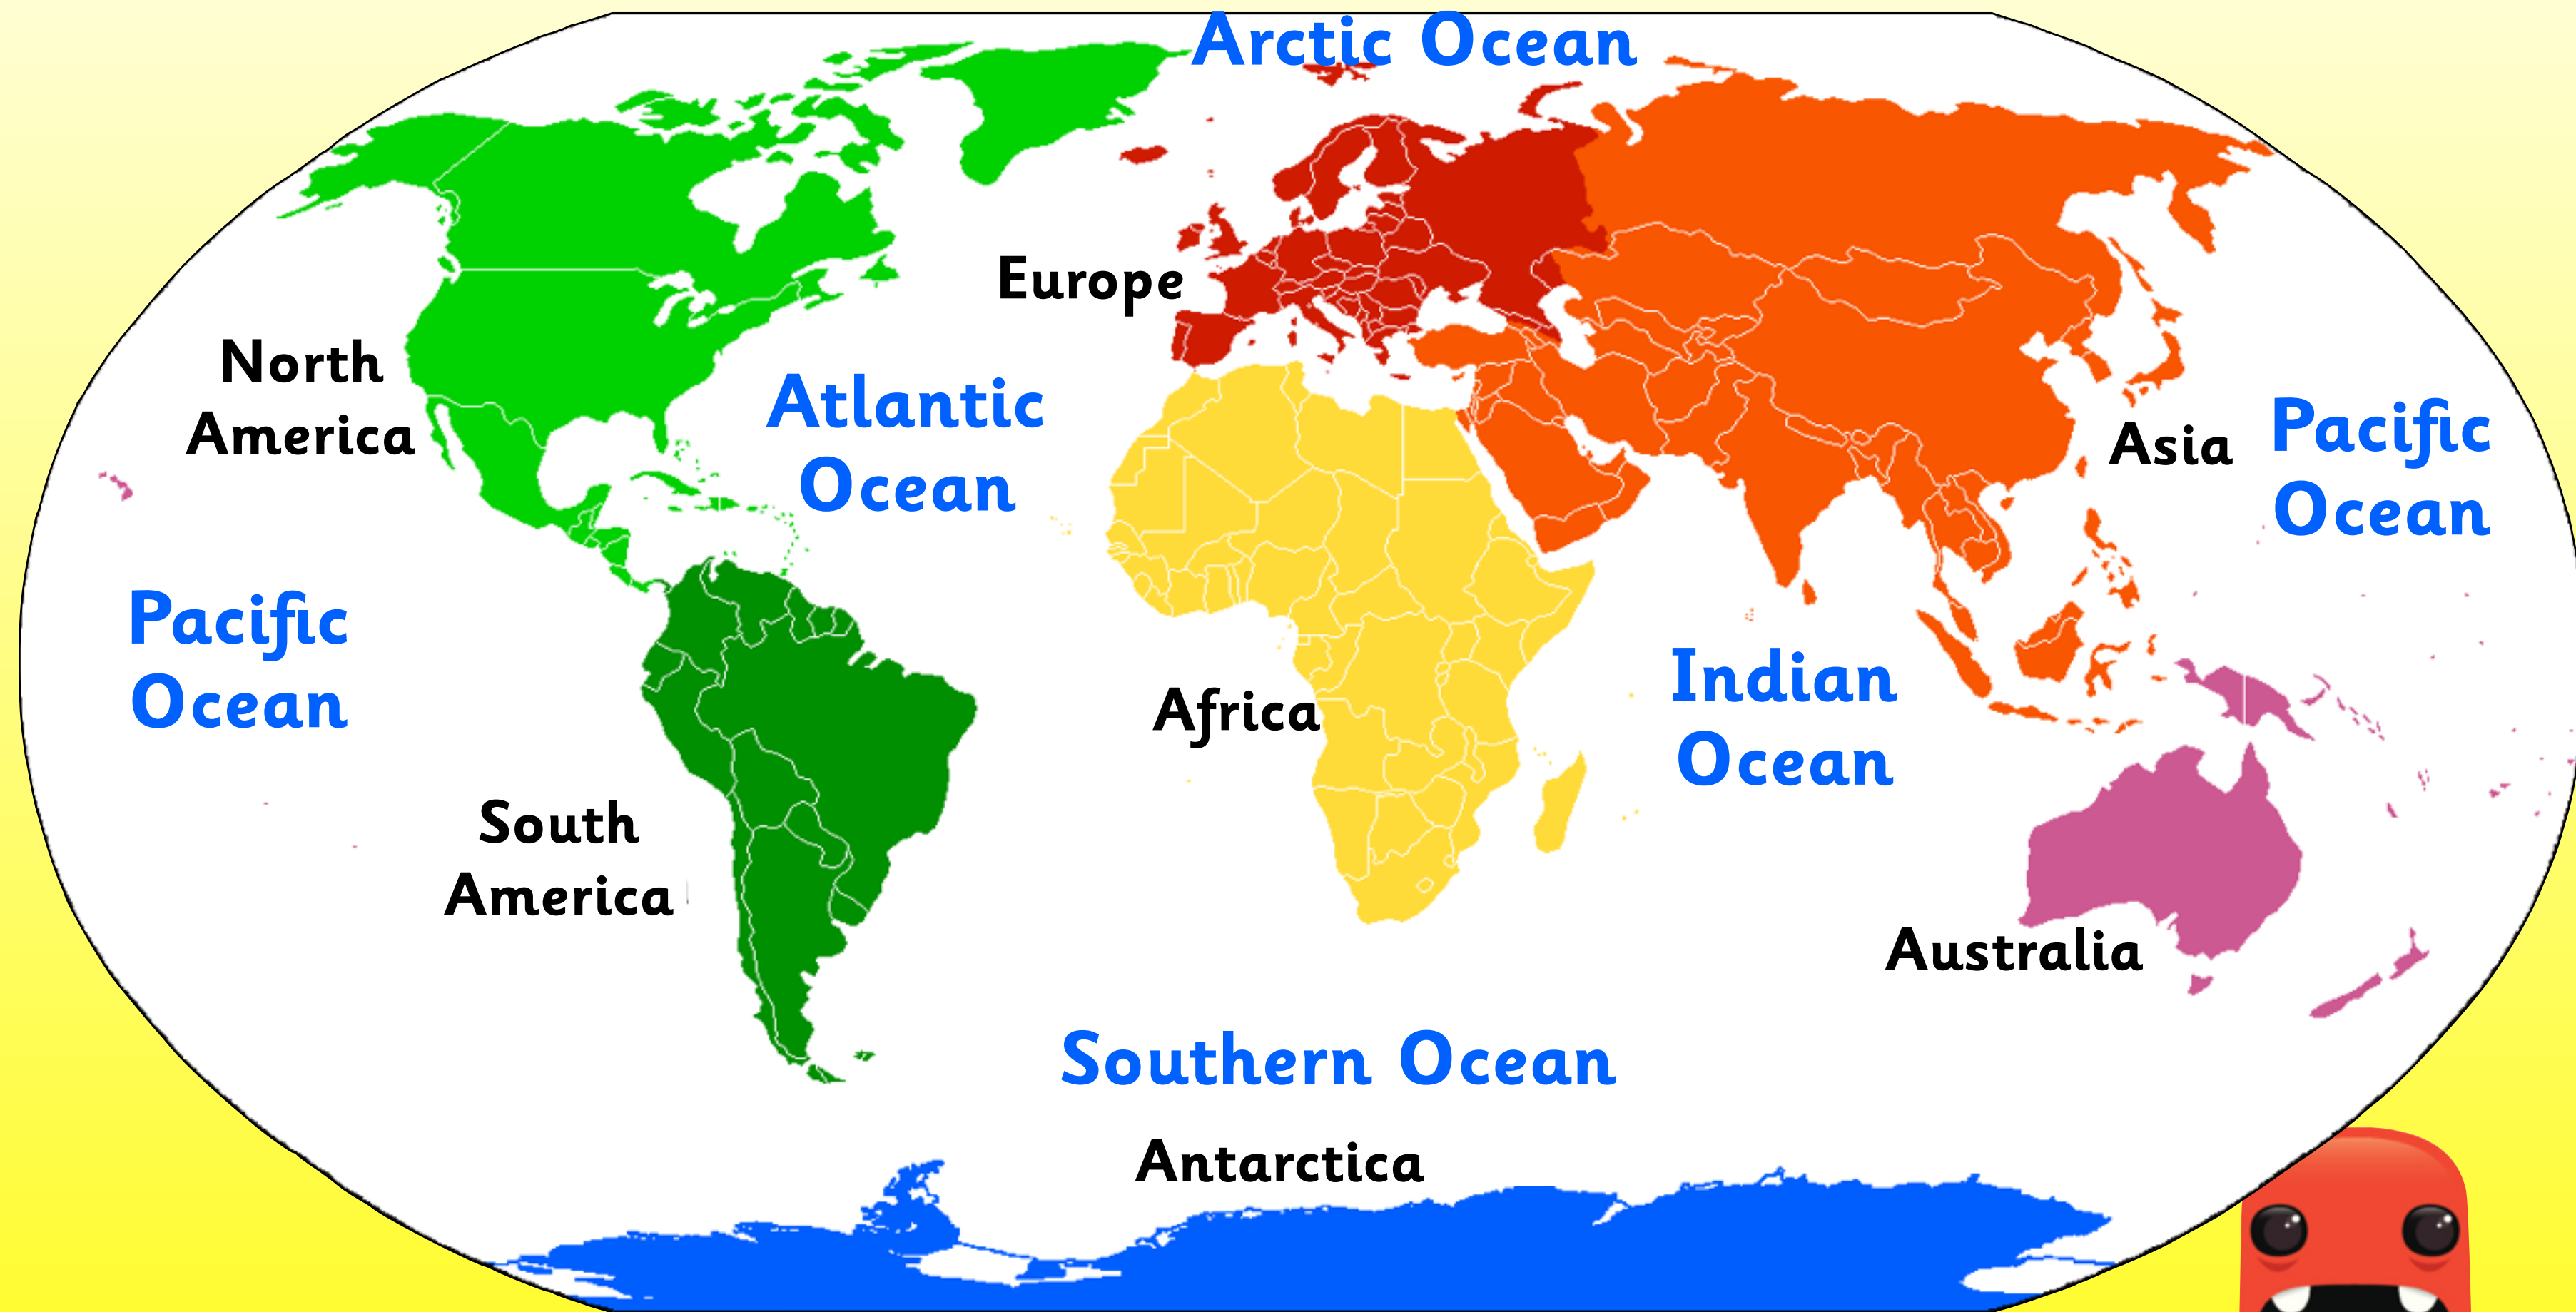 Arctic Ocean
Europe
North
America
Atlantic
Ocean
Asia
Pacific
Ocean
Pacific
Ocean
Africa
Indian
Ocean
South
America
Australia
Southern Ocean
Antarctica